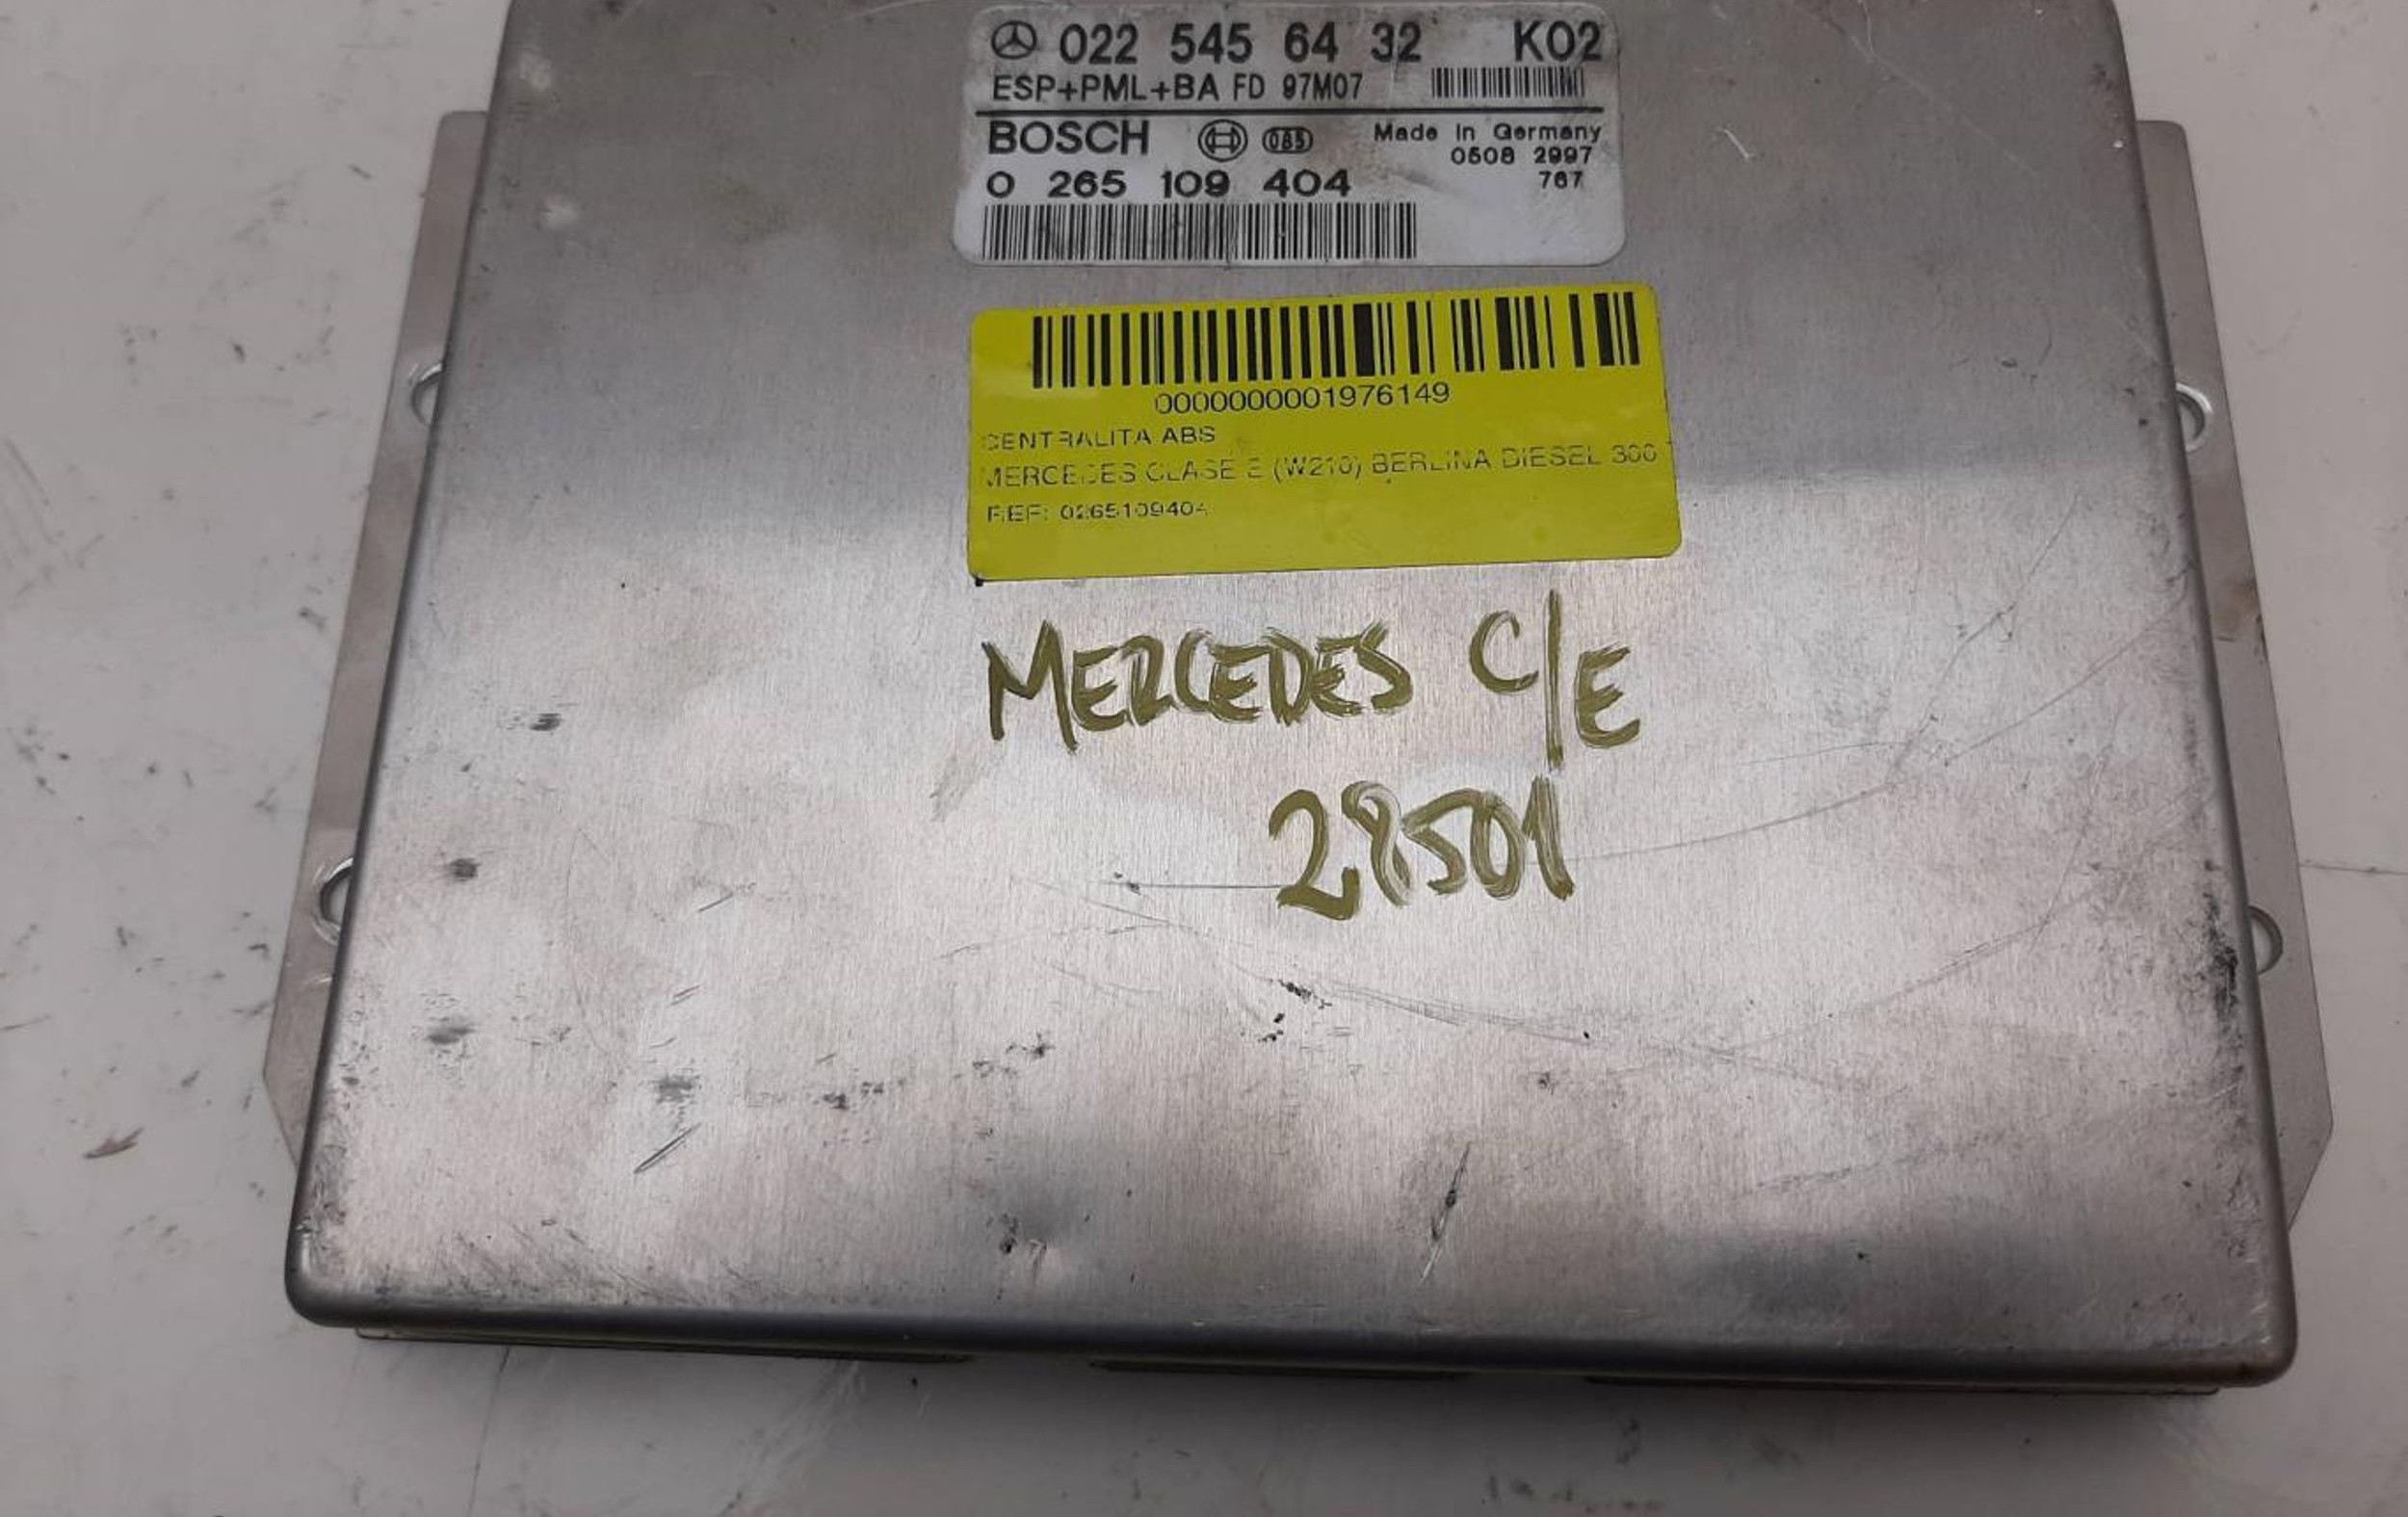 022 545 64 32 K02
ESP+PML+BA FD 97M07
BOSCH 085 Made in Germany
0508 2997
0 265 109 404 767
0000000001976149
CENTRALITA ABS
MERCEDES CLASE E (W210) BERLINA DIESEL 300
REF: 0265109404
MERCEDES C/E
28501